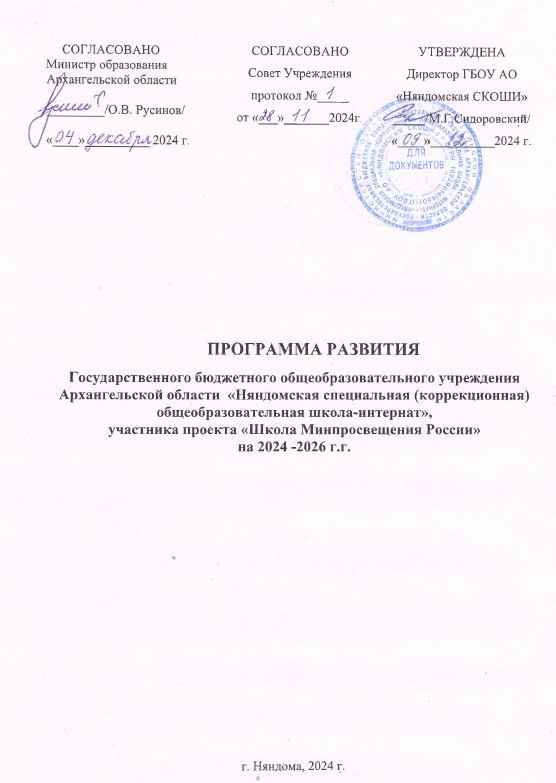 СОГЛАСОВАНО
Министр образования
Архангельской области
/О.В. Русинов/
«04» декабря 2024 г.
СОГЛАСОВАНО
Совет Учреждения
протокол № 1
от «28» 11 2024г.
УТВЕРЖДЕНА
Директор ГБОУ АО
«Няндомская СКОШИ»
/М.Г.Сидоровский/
«09» 12 2024 г.
ДЛЯ
ДОКУМЕНТОВ
ПРОГРАММА РАЗВИТИЯ
Государственного бюджетного общеобразовательного учреждения
Архангельской области «Няндомская специальная (коррекционная)
общеобразовательная школа-интернат»,
участника проекта «Школа Минпросвещения России»
на 2024 -2026 г.г.
г. Няндома, 2024 г.